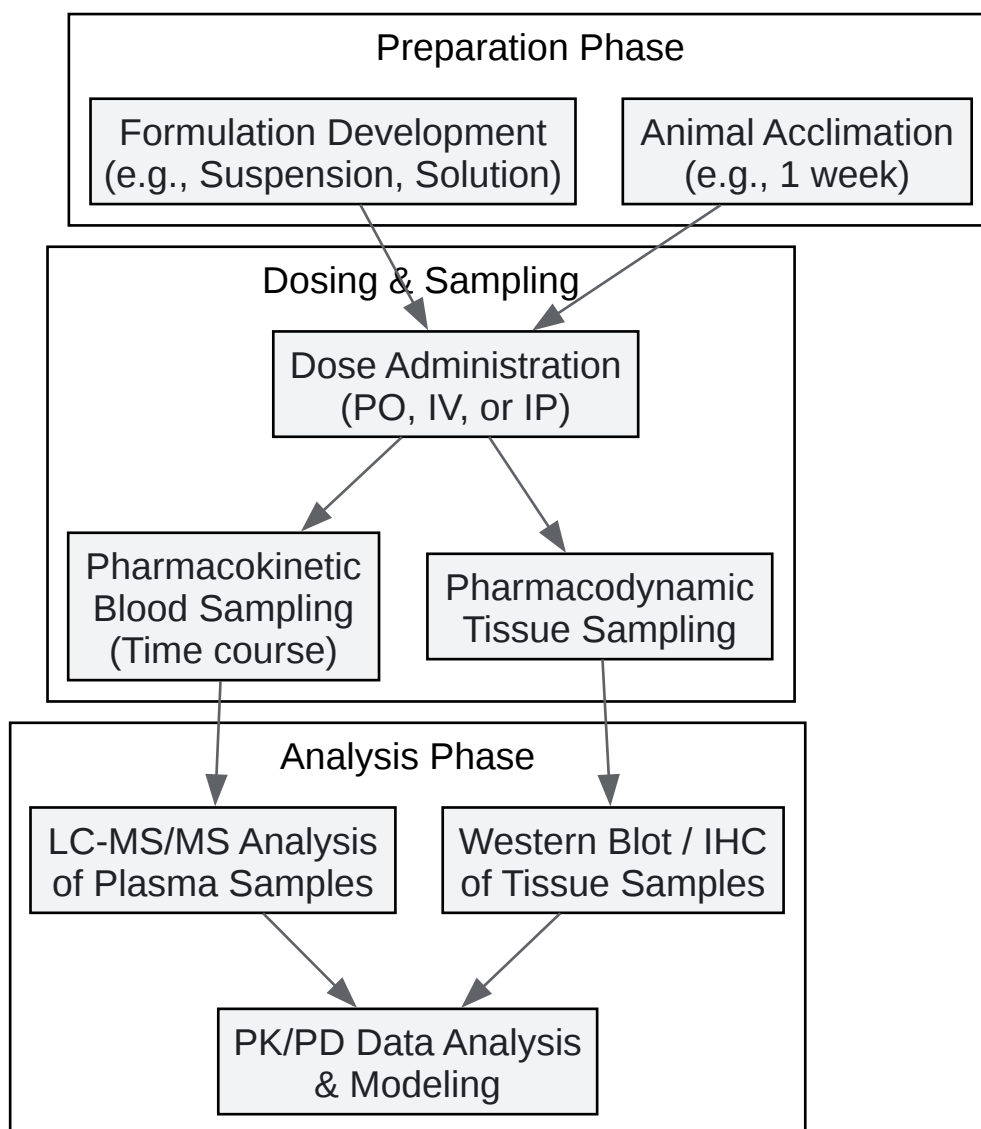 Preparation Phase
Formulation Development
(e.g., Suspension, Solution)
Animal Acclimation
(e.g., 1 week)
Dosing & Sampling
Dose Administration
(PO, IV, or IP)
Pharmacokinetic
Blood Sampling
(Time course)
Pharmacodynamic
Tissue Sampling
Analysis Phase
LC-MS/MS Analysis
of Plasma Samples
Western Blot / IHC
of Tissue Samples
PK/PD Data Analysis
& Modeling